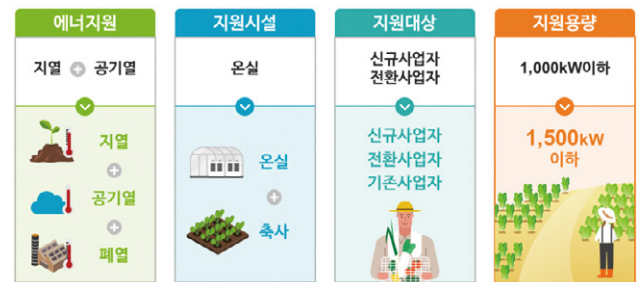 에너지원
지열 + 공기열
지열
+
공기열
+
폐열
지원시설
온실
온실
+
축사
지원대상
신규사업자
전환사업자
신규사업자
전환사업자
기존사업자
지원용량
1,000kW이하
1,500kW
이하